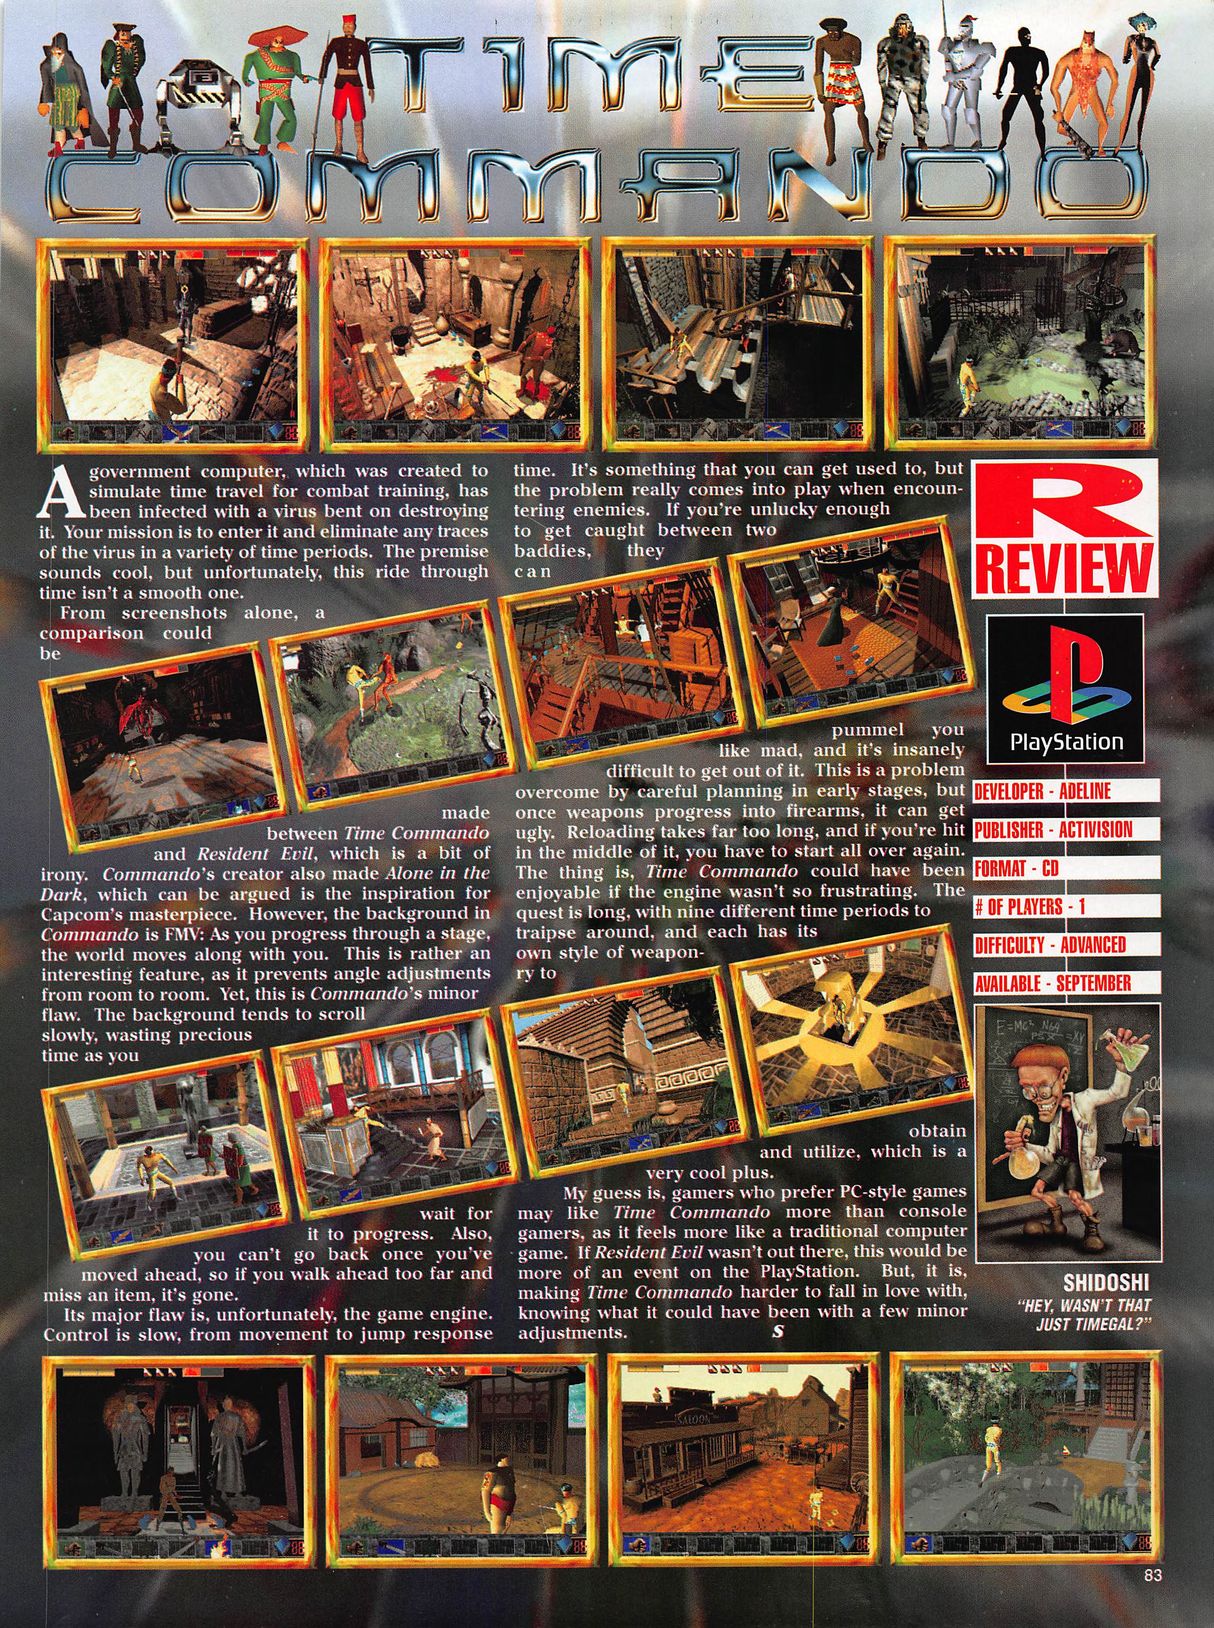 TIME
COMMANDO
A government computer, which was created to
simulate time travel for combat training, has
been infected with a virus bent on destroying
it. Your mission is to enter it and eliminate any traces
of the virus in a variety of time periods. The premise
sounds cool, but unfortunately, this ride through
time isn't a smooth one.
From screenshots alone, a
comparison could
be
made
between Time Commando
and Resident Evil, which is a bit of
irony. Commando's creator also made Alone in the
Dark, which can be argued is the inspiration for
Capcom's masterpiece. However, the background in
Commando is FMV: As you progress through a stage,
the world moves along with you. This is rather an
interesting feature, as it prevents angle adjustments
from room to room. Yet, this is Commando's minor
flaw. The background tends to scroll
slowly, wasting precious
time as you
wait for
it to progress. Also,
you can't go back once you've
moved ahead, so if you walk ahead too far and
miss an item, it's gone.
Its major flaw is, unfortunately, the game engine.
Control is slow, from movement to jump response
time. It's something that you can get used to, but
the problem really comes into play when encoun-
tering enemies. If you're unlucky enough
to get caught between two
baddies, they
can
pummel you
like mad, and it's insanely
difficult to get out of it. This is a problem
overcome by careful planning in early stages, but
once weapons progress into firearms, it can get
ugly. Reloading takes far too long, and if you're hit
in the middle of it, you have to start all over again.
The thing is, Time Commando could have been
enjoyable if the engine wasn't so frustrating. The
quest is long, with nine different time periods to
traipse around, and each has its
own style of weapon-
ry to
obtain
and utilize, which is a
very cool plus.
My guess is, gamers who prefer PC-style games
may like Time Commando more than console
gamers, as it feels more like a traditional computer
game. If Resident Evil wasn't out there, this would be
more of an event on the PlayStation. But, it is,
making Time Commando harder to fall in love with,
knowing what it could have been with a few minor
adjustments. S
R
REVIEW
PlayStation
DEVELOPER - ADELINE
PUBLISHER - ACTIVISION
FORMAT - CD
# OF PLAYERS - 1
DIFFICULTY - ADVANCED
AVAILABLE - SEPTEMBER
E=MC² N64
SHIDOSHI
"HEY, WASN'T THAT
JUST TIMEGAL?"
SALOON
83